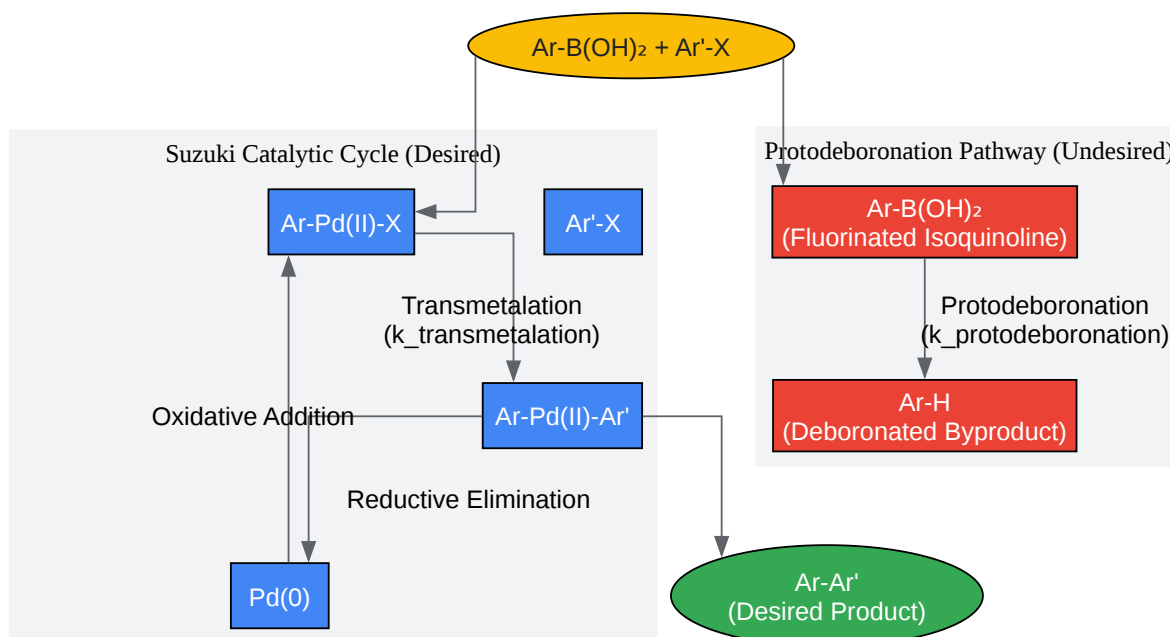 Ar-B(OH)₂ + Ar'-X
Suzuki Catalytic Cycle (Desired)
Protodeboronation Pathway (Undesired)
Ar-Pd(II)-X
Ar'-X
Ar-B(OH)₂
(Fluorinated Isoquinoline)
Transmetalation
(k_transmetalation)
Protodeboronation
(k_protodeboronation)
Oxidative Addition
Ar-Pd(II)-Ar'
Ar-H
(Deboronated Byproduct)
Reductive Elimination
Pd(0)
Ar-Ar'
(Desired Product)